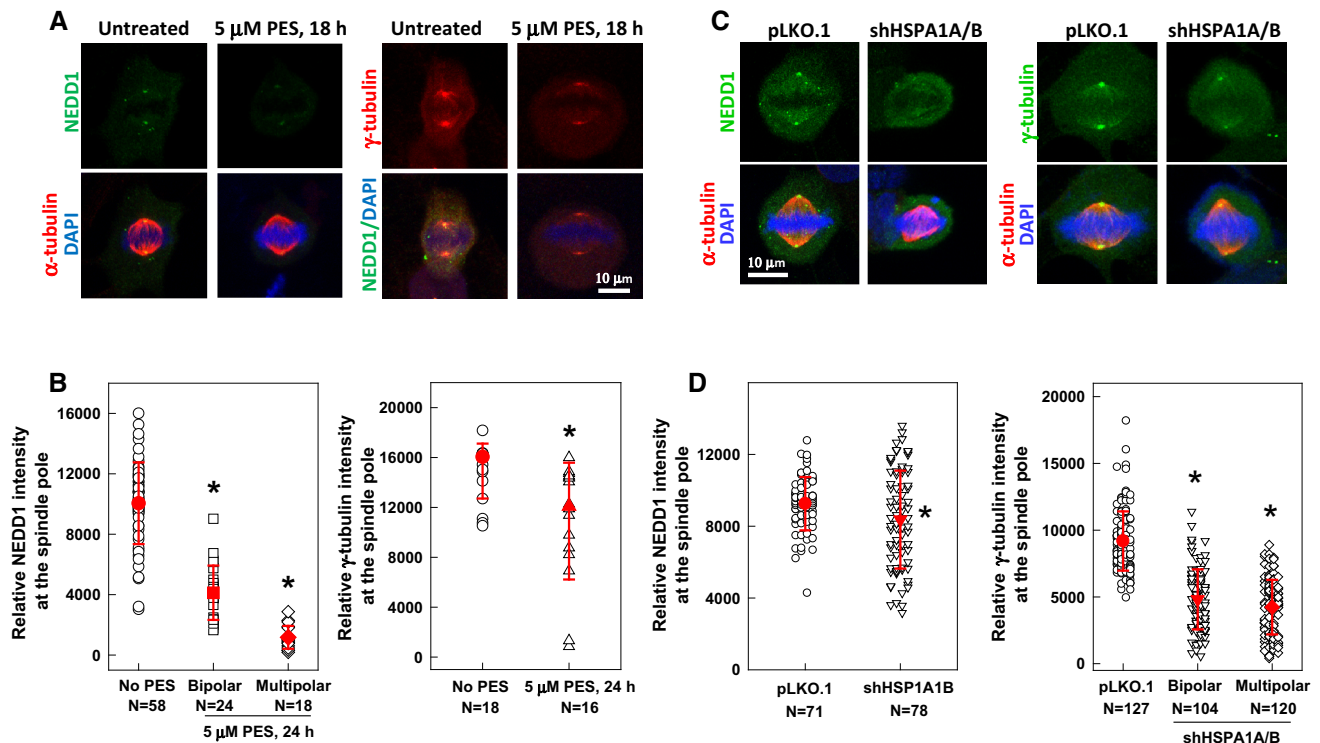 A
Untreated
5 μM PES, 18 h
Untreated
5 μM PES, 18 h
NEDD1
γ-tubulin
α-tubulin
DAPI
NEDD1/DAPI
10 μm
C
pLKO.1
shHSPA1A/B
pLKO.1
shHSPA1A/B
NEDD1
γ-tubulin
α-tubulin
DAPI
10 μm
α-tubulin
DAPI
B
Relative NEDD1 intensity
at the spindle pole
16000
12000
8000
4000
0
*
*
No PES
Bipolar
Multipolar
N=58
N=24
N=18
5 μM PES, 24 h
Relative γ-tubulin intensity
at the spindle pole
20000
16000
12000
8000
4000
0
*
No PES
5 μM PES, 24 h
N=18
N=16
D
Relative NEDD1 intensity
at the spindle pole
12000
8000
4000
0
*
pLKO.1
shHSP1A1B
N=71
N=78
Relative γ-tubulin intensity
at the spindle pole
20000
15000
10000
5000
0
*
*
pLKO.1
Bipolar
Multipolar
N=127
N=104
N=120
shHSPA1A/B